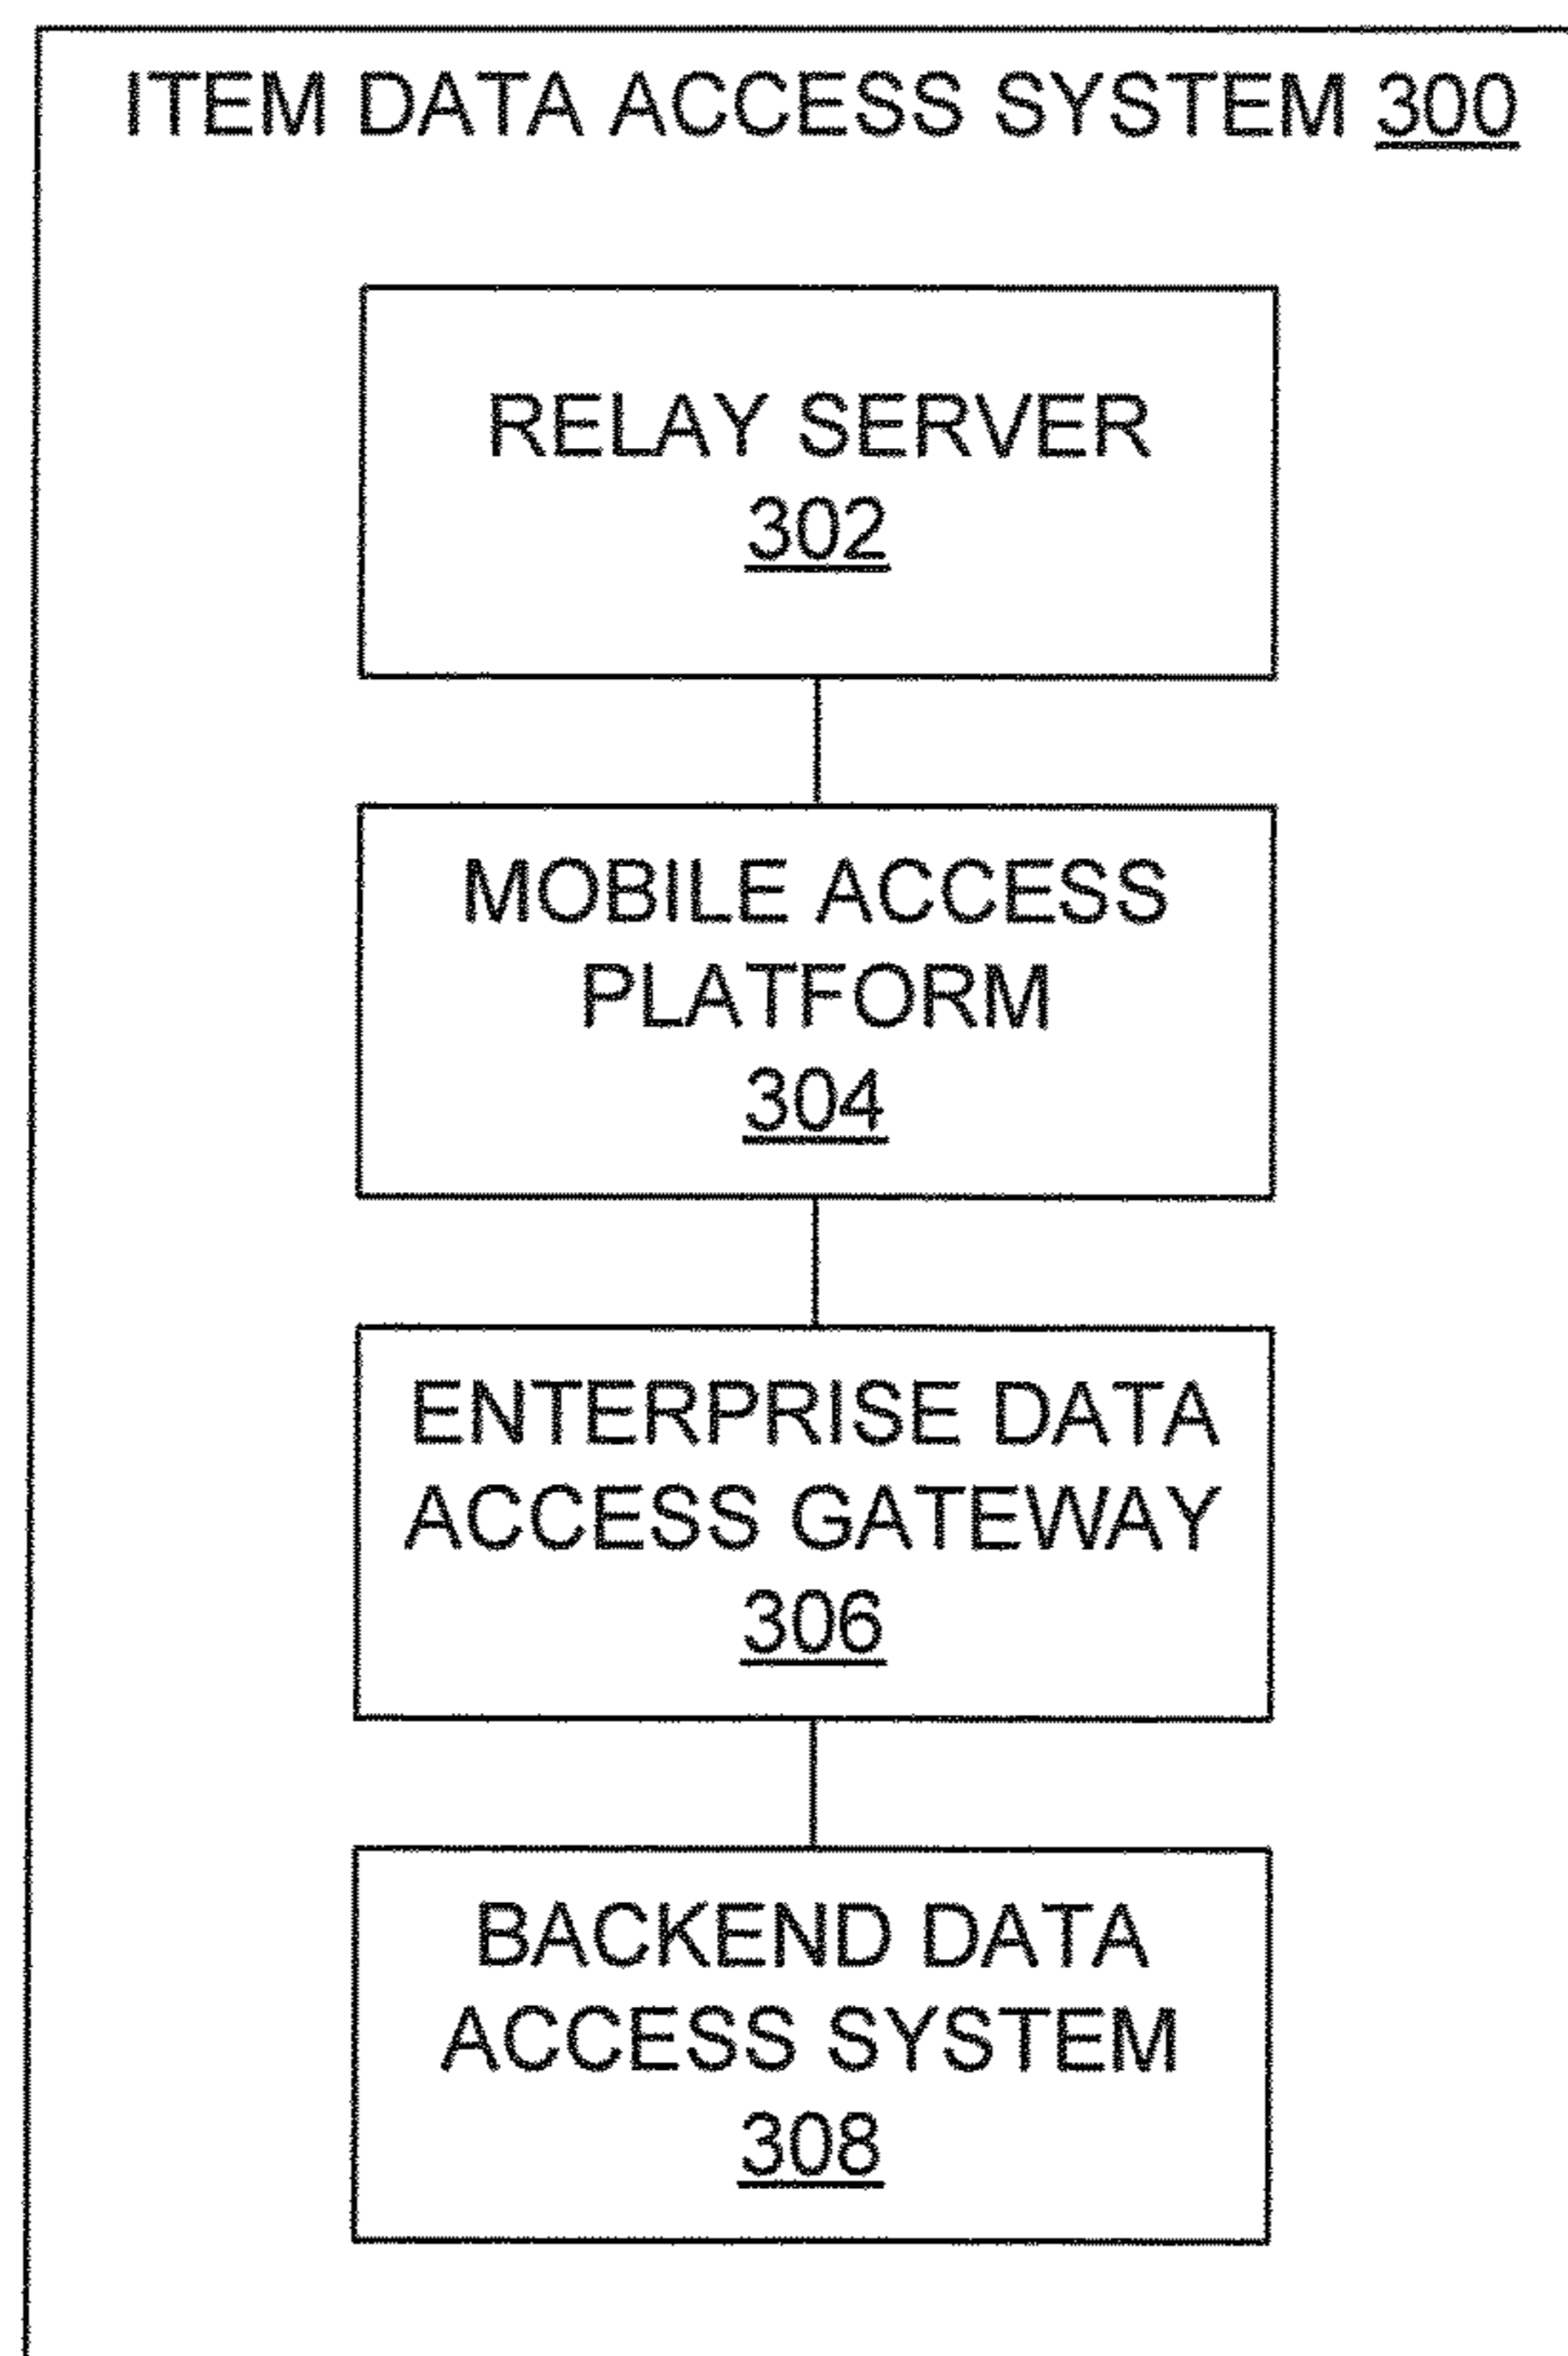 ITEM DATA ACCESS SYSTEM 300
RELAY SERVER
302
MOBILE ACCESS
PLATFORM
304
ENTERPRISE DATA
ACCESS GATEWAY
306
BACKEND DATA
ACCESS SYSTEM
308